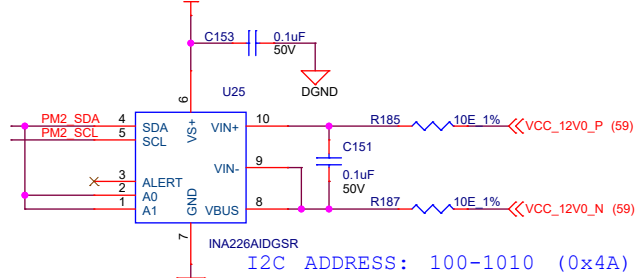 C153
0.1uF
50V
U25
DGND
6
PM2_SDA
4
SDA
VS+
VIN+
10
R185
10E_1%
VCC_12V0_P (59)
PM2_SCL
5
SCL
C151
VIN-
9
0.1uF
50V
3
ALERT
2
A0
GND
1
A1
VBUS
8
R187
10E_1%
VCC_12V0_N (59)
7
INA226AIDGSR
I2C ADDRESS: 100-1010 (0x4A)